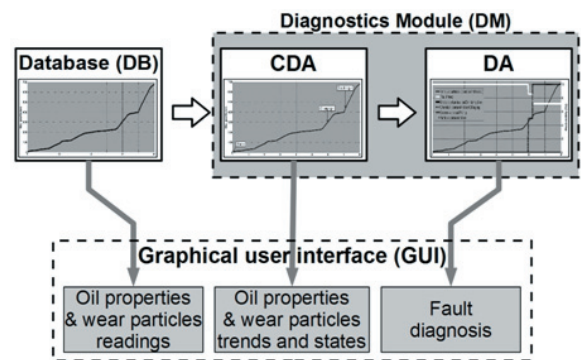 Diagnostics Module (DM)
Database (DB)
CDA
DA
Graphical user interface (GUI)
Oil properties
& wear particles
readings
Oil properties
& wear particles
trends and states
Fault
diagnosis